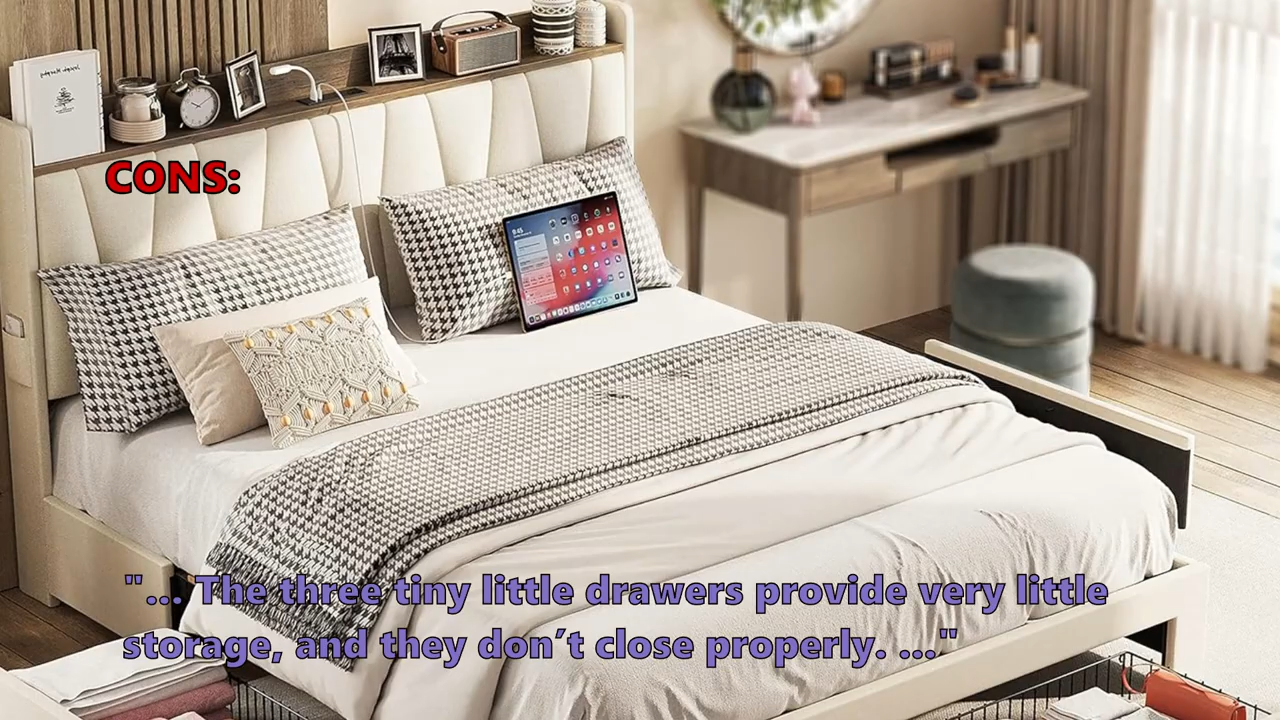 CONS:
"... The three tiny little drawers provide very little
storage, and they don’t close properly. ..."